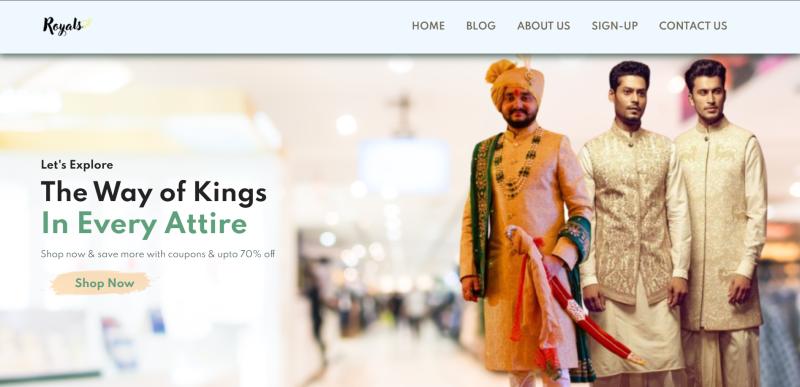 Royals
HOME BLOG ABOUT US SIGN-UP CONTACT US
Let's Explore
The Way of Kings
In Every Attire
Shop now & save more with coupons & upto 70% off
Shop Now